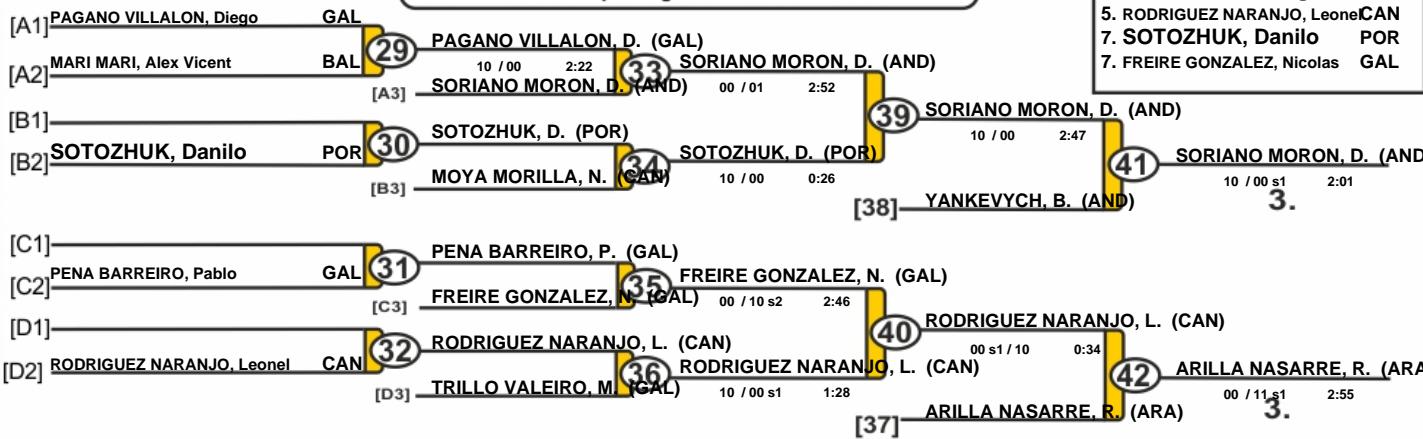 5. RODRIGUEZ NARANJO, Leonel CAN
7. SOTOZHUK, Danilo POR
7. FREIRE GONZALEZ, Nicolas GAL
[A1] PAGANO VILLALON, Diego GAL
[A2] MARI MARI, Alex Vicent BAL
29
PAGANO VILLALON, D. (GAL)
10 / 00 2:22
[A3] SORIANO MORON, D. (AND)
33
SORIANO MORON, D. (AND)
00 / 01 2:52
[B1]
[B2] SOTOZHUK, Danilo POR
30
SOTOZHUK, D. (POR)
[B3] MOYA MORILLA, N. (CAN)
34
SOTOZHUK, D. (POR)
10 / 00 0:26
39
SORIANO MORON, D. (AND)
10 / 00 2:47
[38] YANKEVYCH, B. (AND)
41
SORIANO MORON, D. (AND
10 / 00 s1 2:01
3.
[C1]
[C2] PENA BARREIRO, Pablo GAL
31
PENA BARREIRO, P. (GAL)
[C3] FREIRE GONZALEZ, N. (GAL)
35
FREIRE GONZALEZ, N. (GAL)
00 / 10 s2 2:46
[D1]
[D2] RODRIGUEZ NARANJO, Leonel CAN
32
RODRIGUEZ NARANJO, L. (CAN)
[D3] TRILLO VALEIRO, M. (GAL)
36
RODRIGUEZ NARANJO, L. (CAN)
10 / 00 s1 1:28
40
RODRIGUEZ NARANJO, L. (CAN)
00 s1 / 10 0:34
[37] ARILLA NASARRE, R. (ARA)
42
ARILLA NASARRE, R. (ARA
00 / 11 s1 2:55
3.